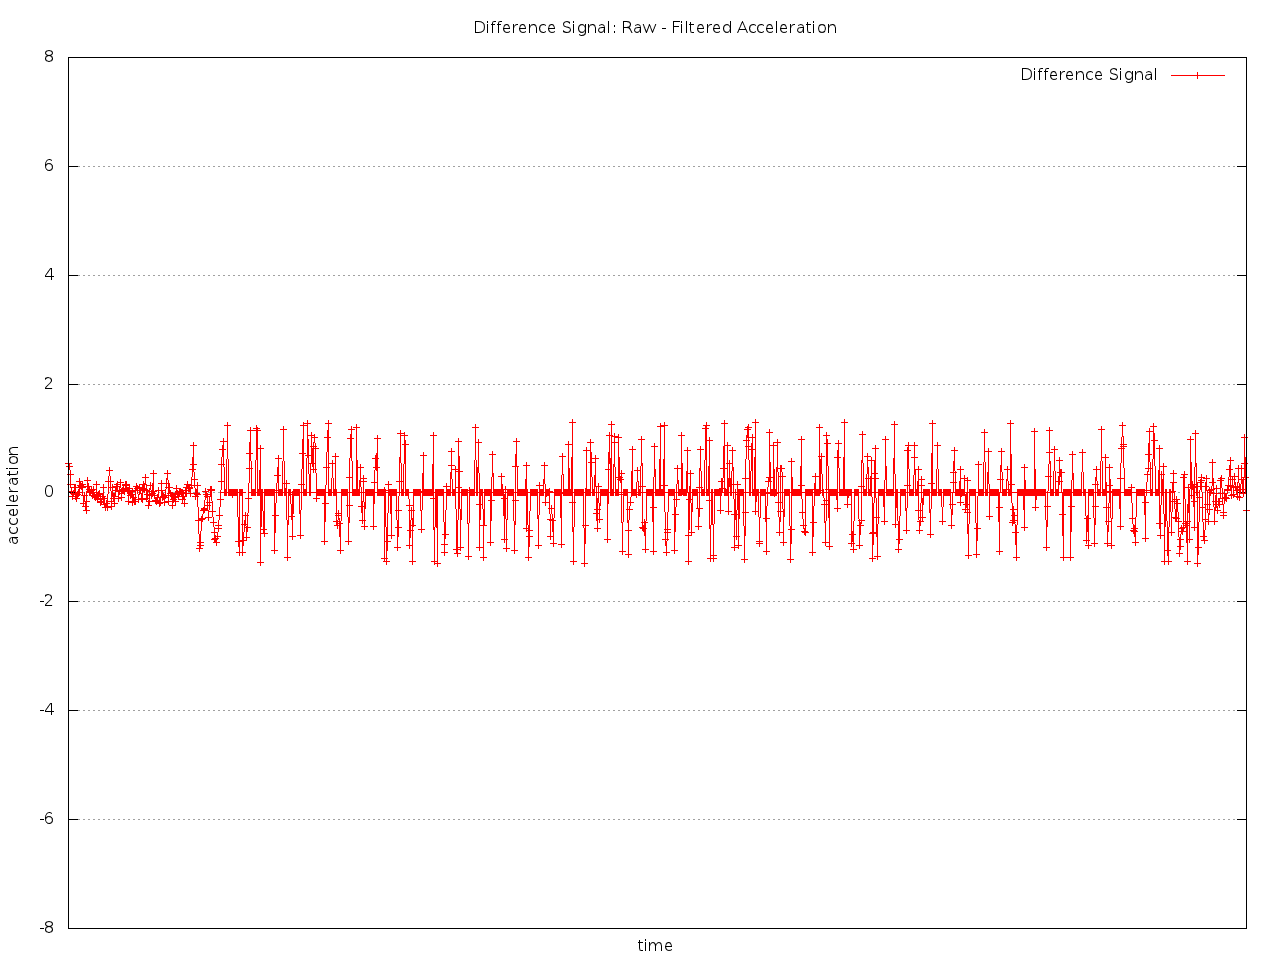 Difference Signal: Raw - Filtered Acceleration
8
Difference Signal
6
4
2
0
-2
-4
-6
-8
acceleration
time